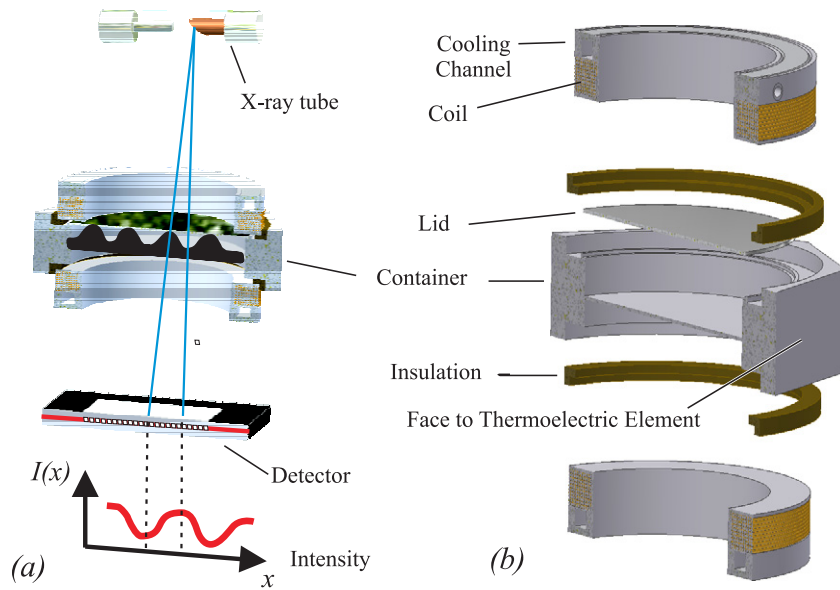 X-ray tube
Container
Detector
I(x)
Intensity
x
(a)
Cooling
Channel
Coil
Lid
Insulation
Face to Thermoelectric Element
(b)